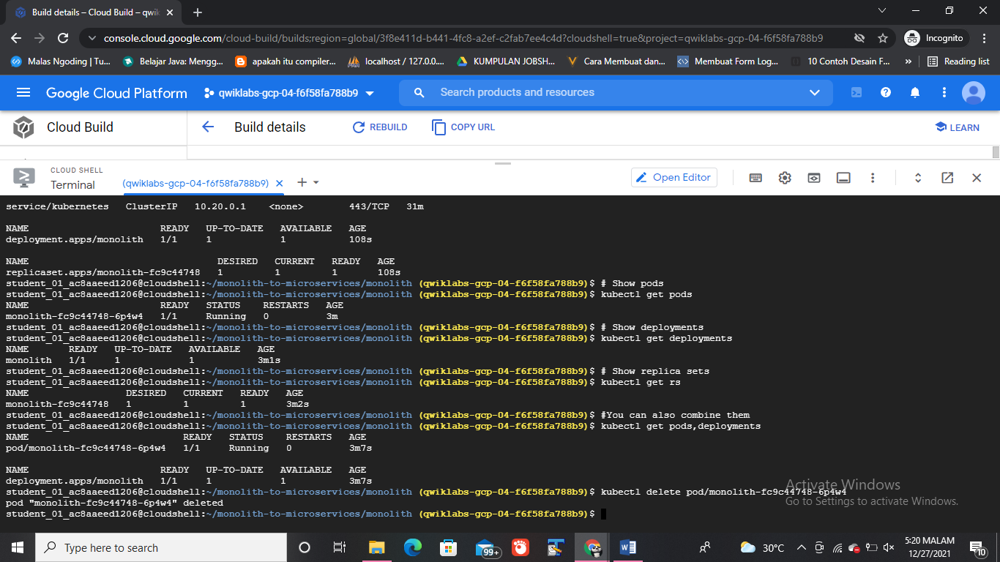 Build details – Cloud Build – qwik
console.cloud.google.com/cloud-build/builds;region=global/3f8e411d-b441-4fc8-a2ef-c2fab7ee4c4d?cloudshell=true&project=qwiklabs-gcp-04-f6f58fa788b9
Incognito
Malas Ngoding | Tu...
Belajar Java: Mengg...
apakah itu compiler...
localhost / 127.0.0....
KUMPULAN JOBSH...
Cara Membuat dan...
Membuat Form Log...
10 Contoh Desain F...
»
Reading list
Google Cloud Platform
qwiklabs-gcp-04-f6f58fa788b9
Search products and resources
Cloud Build
Build details
REBUILD
COPY URL
LEARN
CLOUD SHELL
Terminal
(qwiklabs-gcp-04-f6f58fa788b9)
Open Editor
service/kubernetes   ClusterIP   10.20.0.1    <none>        443/TCP   31m
NAME                       READY   UP-TO-DATE   AVAILABLE   AGE
deployment.apps/monolith   1/1     1            1           108s
NAME                                 DESIRED   CURRENT   READY   AGE
replicaset.apps/monolith-fc9c44748   1         1         1       108s
student_01_ac8aaeed1206@cloudshell:~/monolith-to-microservices/monolith (qwiklabs-gcp-04-f6f58fa788b9)$ # Show pods
student_01_ac8aaeed1206@cloudshell:~/monolith-to-microservices/monolith (qwiklabs-gcp-04-f6f58fa788b9)$ kubectl get pods
NAME                       READY   STATUS    RESTARTS   AGE
monolith-fc9c44748-6p4w4   1/1     Running   0          3m
student_01_ac8aaeed1206@cloudshell:~/monolith-to-microservices/monolith (qwiklabs-gcp-04-f6f58fa788b9)$ # Show deployments
student_01_ac8aaeed1206@cloudshell:~/monolith-to-microservices/monolith (qwiklabs-gcp-04-f6f58fa788b9)$ kubectl get deployments
NAME       READY   UP-TO-DATE   AVAILABLE   AGE
monolith   1/1     1            1           3m1s
student_01_ac8aaeed1206@cloudshell:~/monolith-to-microservices/monolith (qwiklabs-gcp-04-f6f58fa788b9)$ # Show replica sets
student_01_ac8aaeed1206@cloudshell:~/monolith-to-microservices/monolith (qwiklabs-gcp-04-f6f58fa788b9)$ kubectl get rs
NAME                 DESIRED   CURRENT   READY   AGE
monolith-fc9c44748   1         1         1       3m2s
student_01_ac8aaeed1206@cloudshell:~/monolith-to-microservices/monolith (qwiklabs-gcp-04-f6f58fa788b9)$ #You can also combine them
student_01_ac8aaeed1206@cloudshell:~/monolith-to-microservices/monolith (qwiklabs-gcp-04-f6f58fa788b9)$ kubectl get pods,deployments
NAME                           READY   STATUS    RESTARTS   AGE
pod/monolith-fc9c44748-6p4w4   1/1     Running   0          3m7s
NAME                       READY   UP-TO-DATE   AVAILABLE   AGE
deployment.apps/monolith   1/1     1            1           3m7s
student_01_ac8aaeed1206@cloudshell:~/monolith-to-microservices/monolith (qwiklabs-gcp-04-f6f58fa788b9)$ kubectl delete pod/monolith-fc9c44748-6p4w4
pod "monolith-fc9c44748-6p4w4" deleted
student_01_ac8aaeed1206@cloudshell:~/monolith-to-microservices/monolith (qwiklabs-gcp-04-f6f58fa788b9)$
Activate Windows
Go to Settings to activate Windows.
Type here to search
99+
30°C
5:20 MALAM
12/27/2021
10